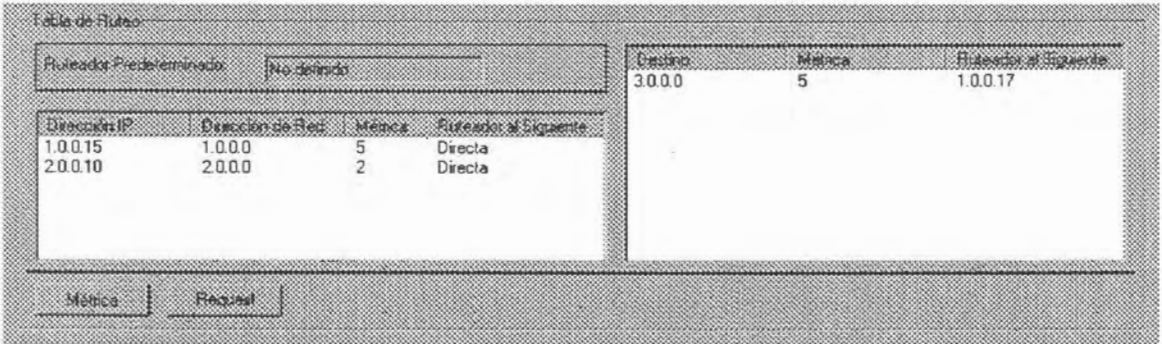 Tabla de Ruteo
Ruteador Predeterminado: No definido
Dirección IP Dirección de Red Métrica Ruteador al Siguiente
1.0.0.15 1.0.0.0 5 Directa
2.0.0.10 2.0.0.0 2 Directa
Destino Métrica Ruteador al Siguiente
3.0.0.0 5 1.0.0.17
Métrica Request